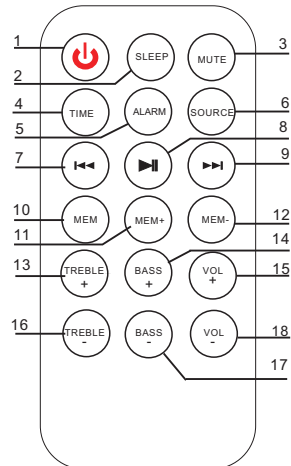 1
2
SLEEP
MUTE
3
4
TIME
5
ALARM
SOURCE
6
7
8
9
10
MEM
11
MEM+
MEM-
12
13
TREBLE
+
14
BASS
+
VOL
+
15
16
TREBLE
-
BASS
-
17
VOL
-
18